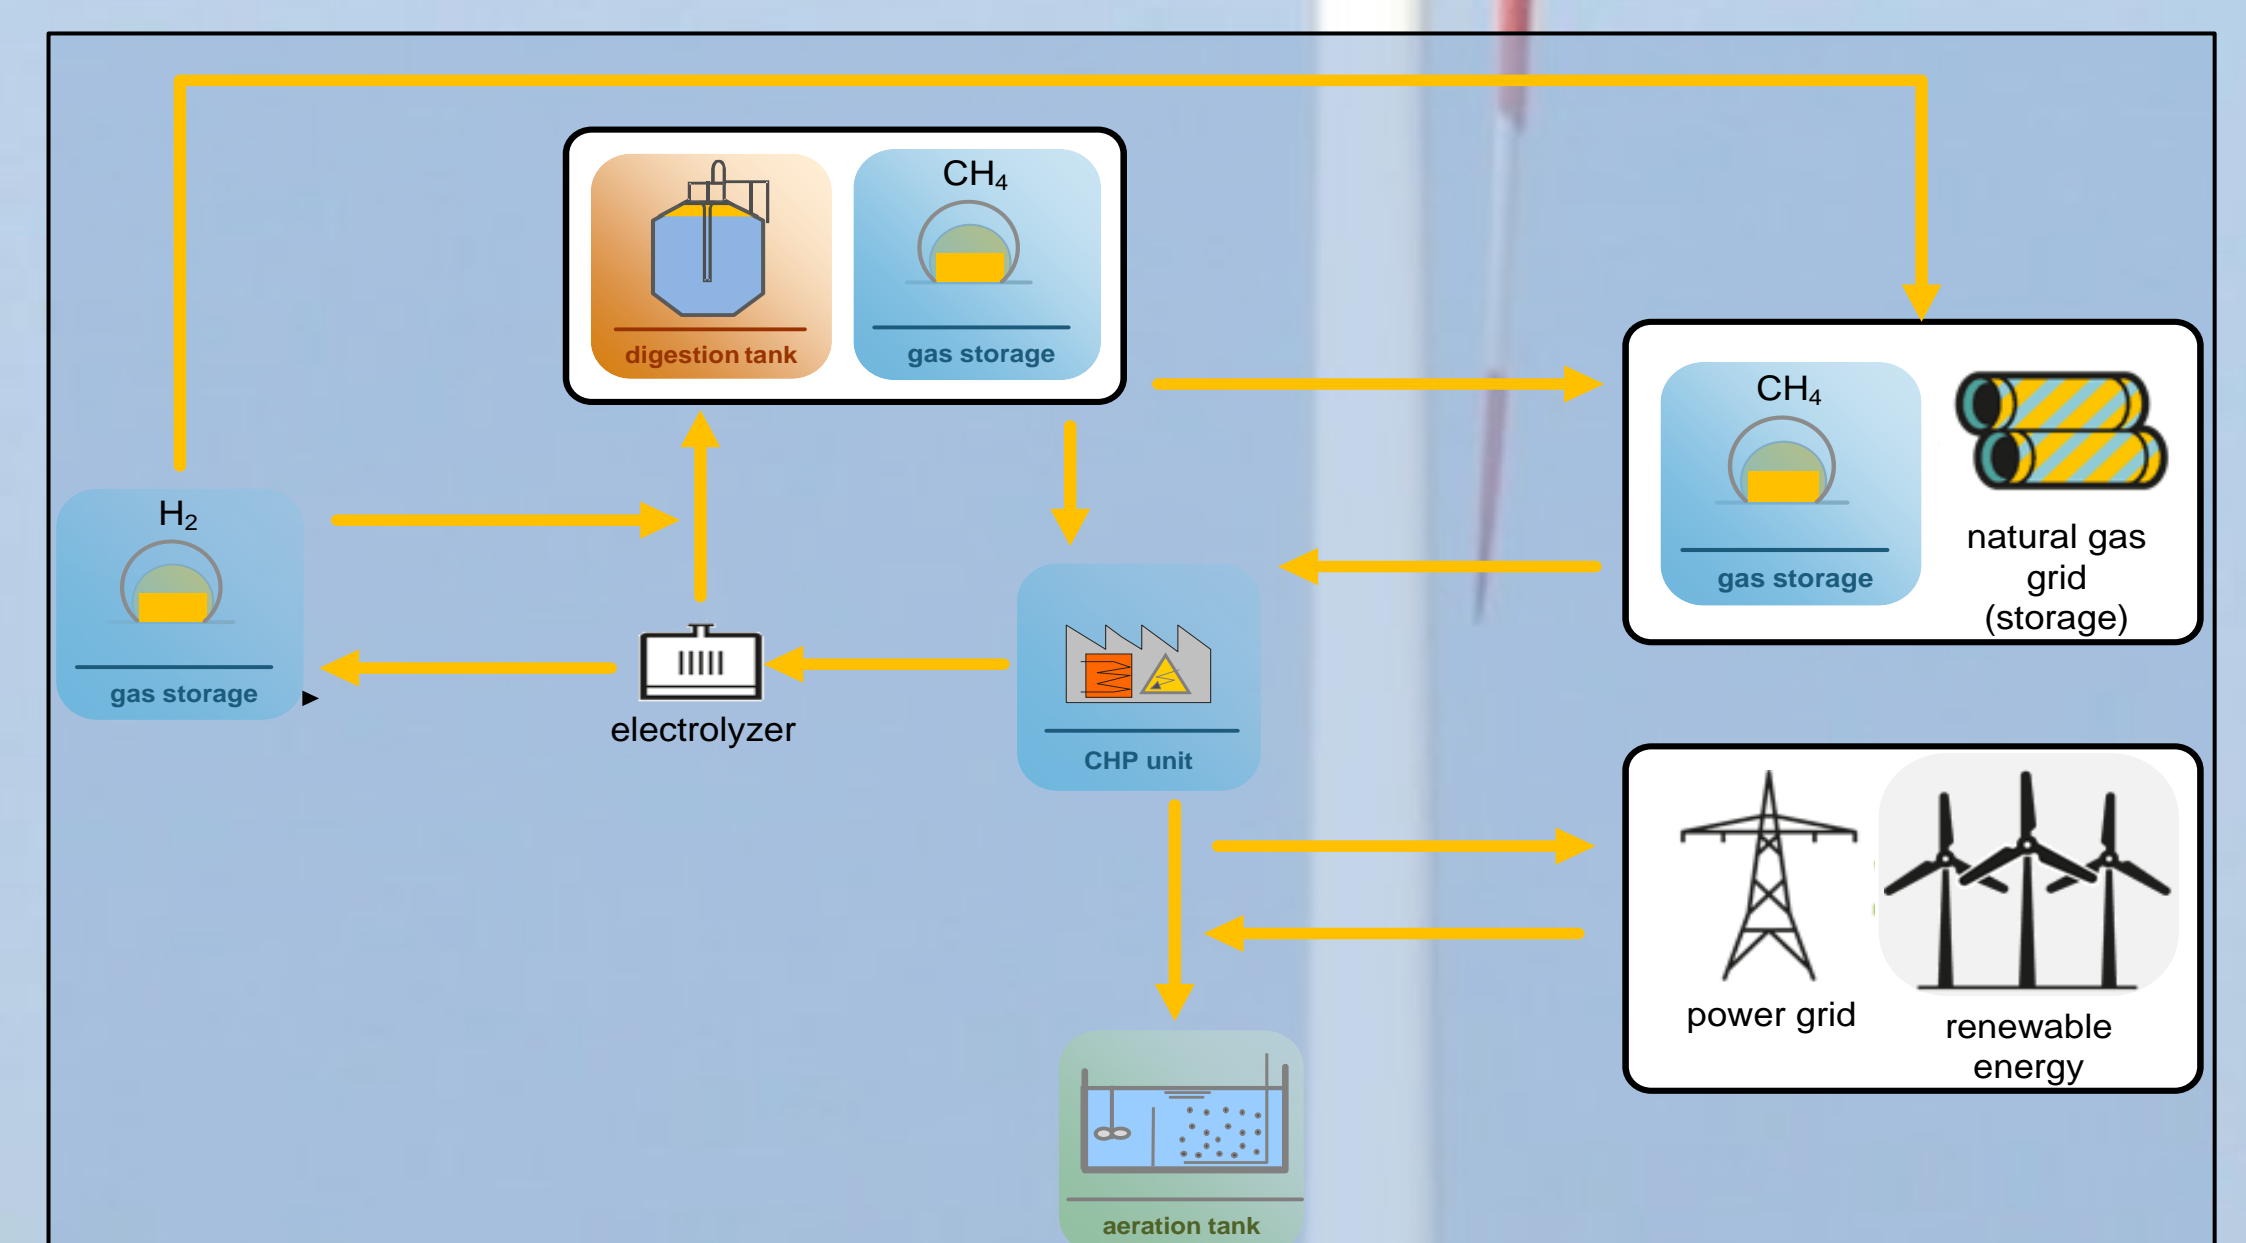 CH₄
digestion tank
gas storage
CH₄
gas storage
natural gas
grid
(storage)
H₂
gas storage
electrolyzer
CHP unit
power grid
renewable
energy
aeration tank